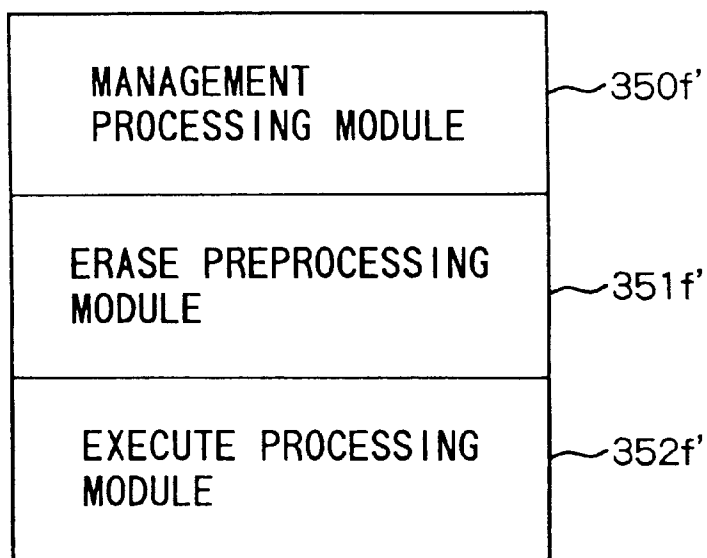 MANAGEMENT
PROCESSING MODULE
350f'
ERASE PREPROCESSING
MODULE
351f'
EXECUTE PROCESSING
MODULE
352f'